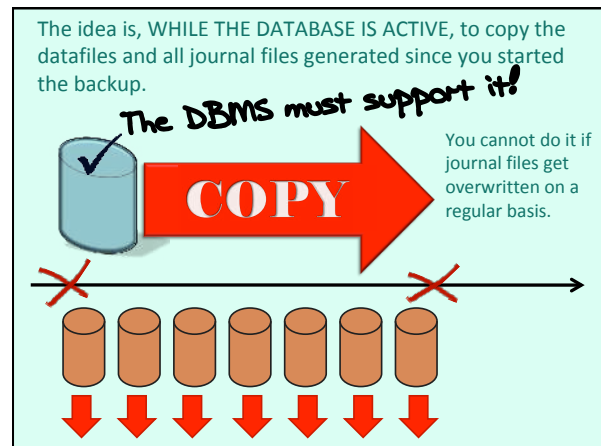 The idea is, WHILE THE DATABASE IS ACTIVE, to copy the
datafiles and all journal files generated since you started
the backup.
The DBMS must support it!
You cannot do it if
journal files get
overwritten on a
regular basis.
COPY